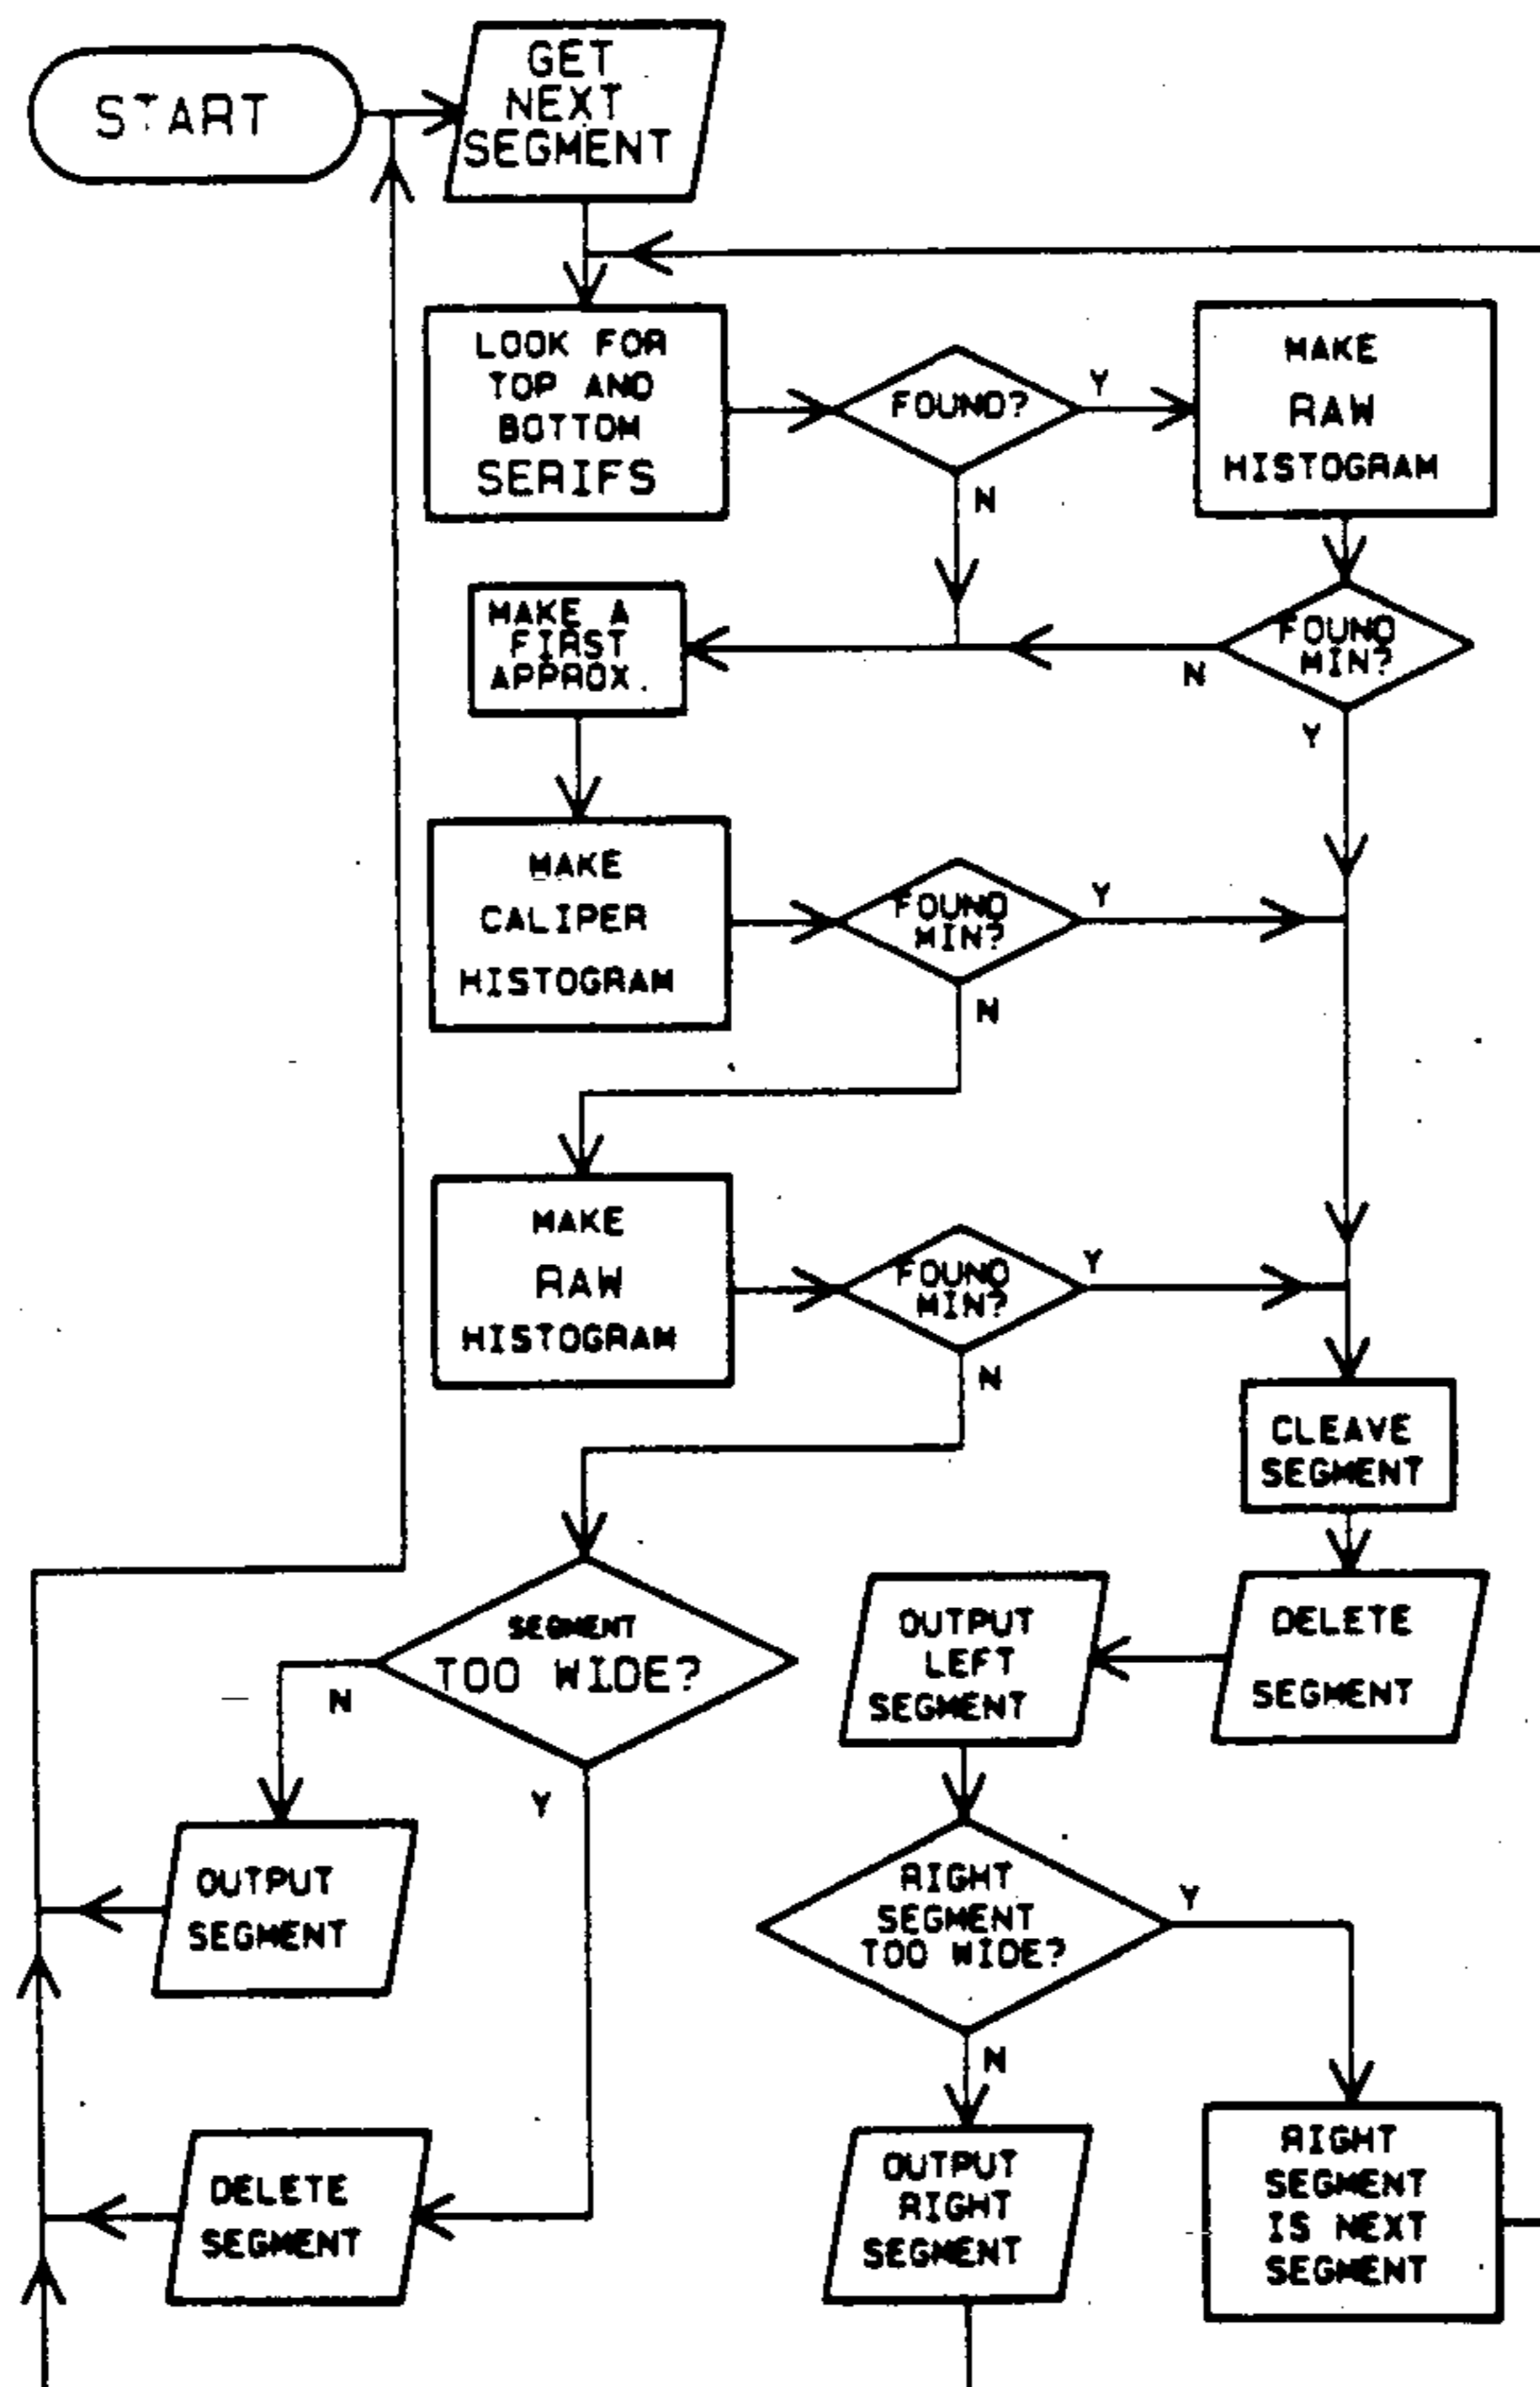 START
GET
NEXT
SEGMENT
LOOK FOR
TOP AND
BOTTOM
SERIFS
FOUND?
Y
N
MAKE
RAW
HISTOGRAM
FOUND
MIN?
N
Y
MAKE A
FIRST
APPROX.
MAKE
CALIPER
HISTOGRAM
FOUND
MIN?
Y
N
MAKE
RAW
HISTOGRAM
FOUND
MIN?
Y
N
CLEAVE
SEGMENT
DELETE
SEGMENT
OUTPUT
LEFT
SEGMENT
SEGMENT
TOO WIDE?
N
Y
OUTPUT
SEGMENT
DELETE
SEGMENT
RIGHT
SEGMENT
TOO WIDE?
Y
N
OUTPUT
RIGHT
SEGMENT
RIGHT
SEGMENT
IS NEXT
SEGMENT